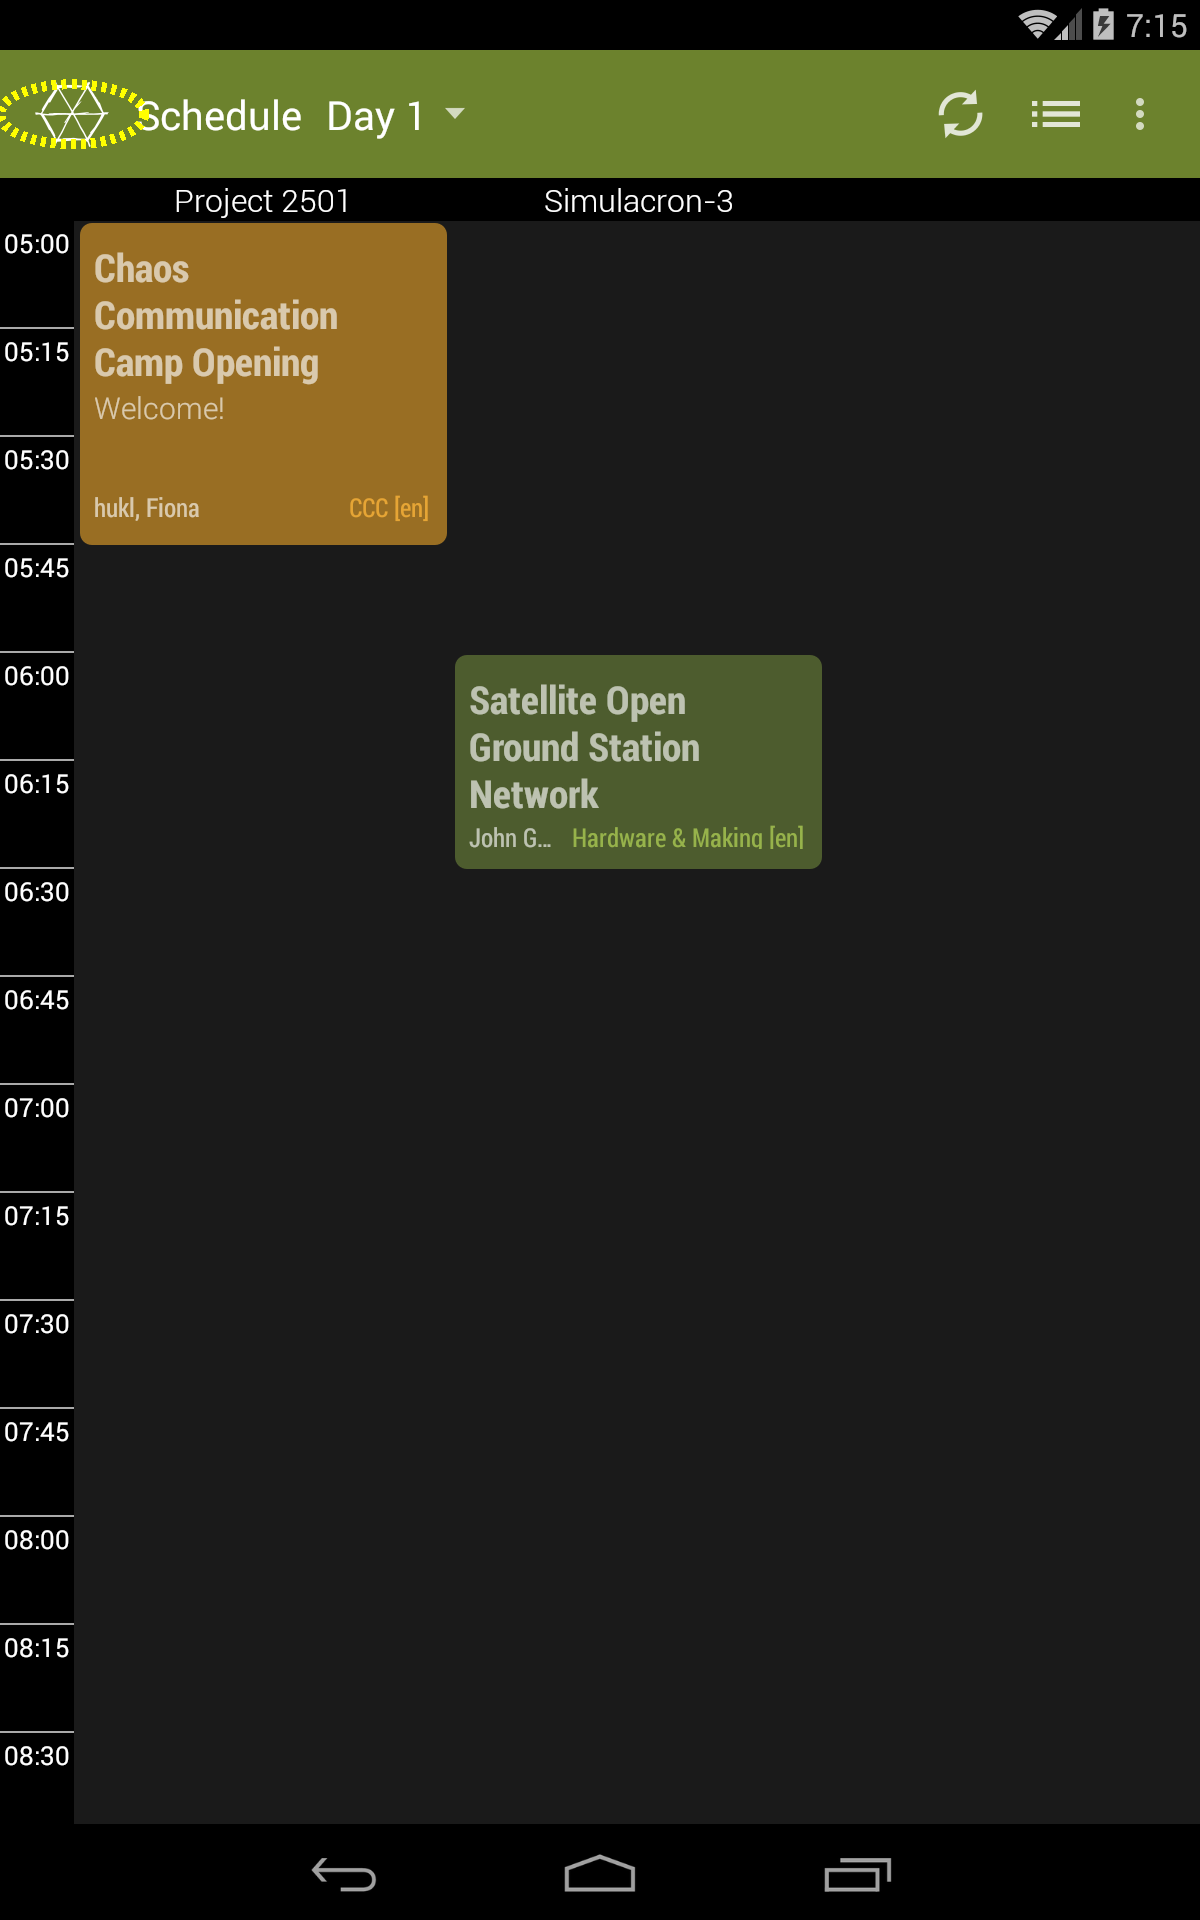 7:15
Schedule Day 1
Project 2501 Simulacron-3
05:00
Chaos
Communication
Camp Opening
Welcome!
hukl, Fiona CCC [en]
05:15
05:30
05:45
06:00
Satellite Open
Ground Station
Network
John G... Hardware & Making [en]
06:15
06:30
06:45
07:00
07:15
07:30
07:45
08:00
08:15
08:30